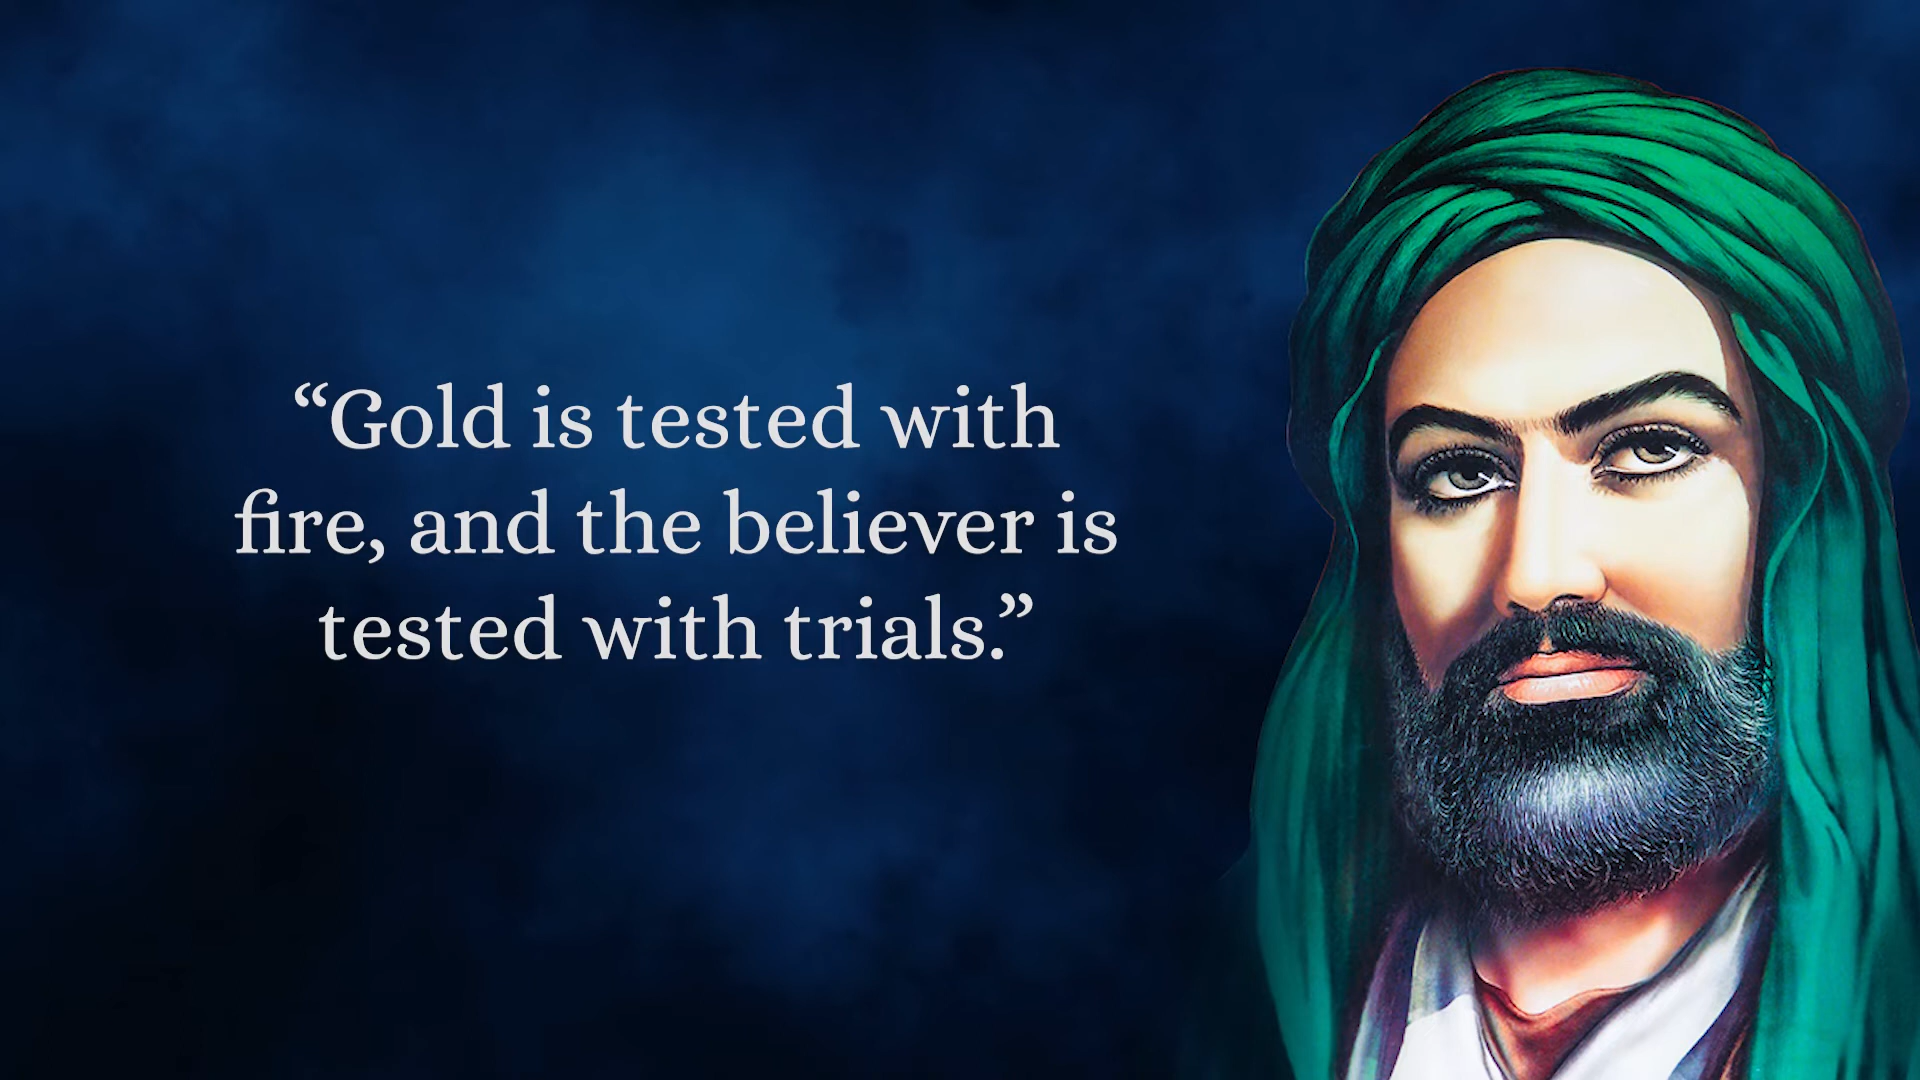 “Gold is tested with
fire, and the believer is
tested with trials.”